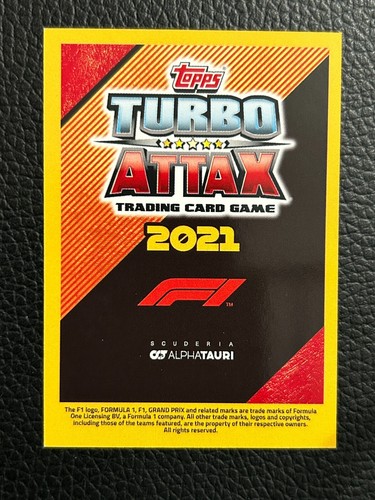 Topps
TURBO
ATTAX
TRADING CARD GAME
2021
F1 TM
SCUDERIA
ALPHATAURI
The F1 logo, FORMULA 1, F1, GRAND PRIX and related marks are trade marks of Formula
One Licensing BV, a Formula 1 company. All other trade marks, logos and copyrights,
including those of the teams featured, are the property of their respective owners.
All rights reserved.